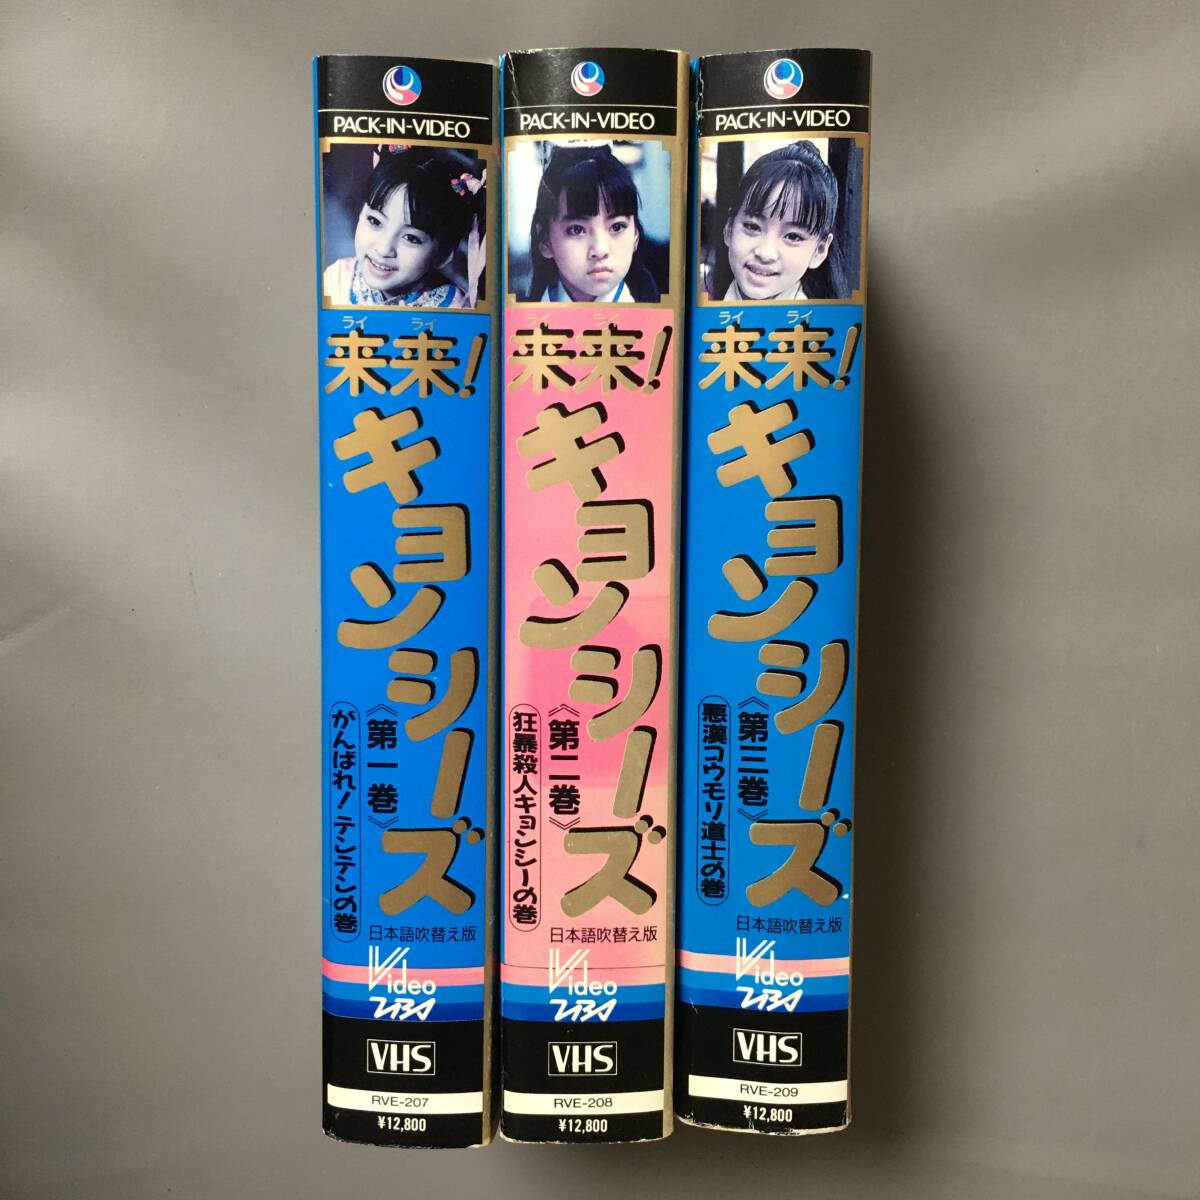 PACK-IN-VIDEO
ライ ライ
来来!
キョンシーズ
《第一巻》
がんばれ!テンテンの巻
日本語吹替え版
Video
TBS
VHS
RVE-207
¥12,800
PACK-IN-VIDEO
ライ ライ
来来!
キョンシーズ
《第二巻》
狂暴殺人キョンシーの巻
日本語吹替え版
Video
TBS
VHS
RVE-208
¥12,800
PACK-IN-VIDEO
ライ ライ
来来!
キョンシーズ
《第三巻》
悪漢コウモリ道士の巻
日本語吹替え版
Video
TBS
VHS
RVE-209
¥12,800